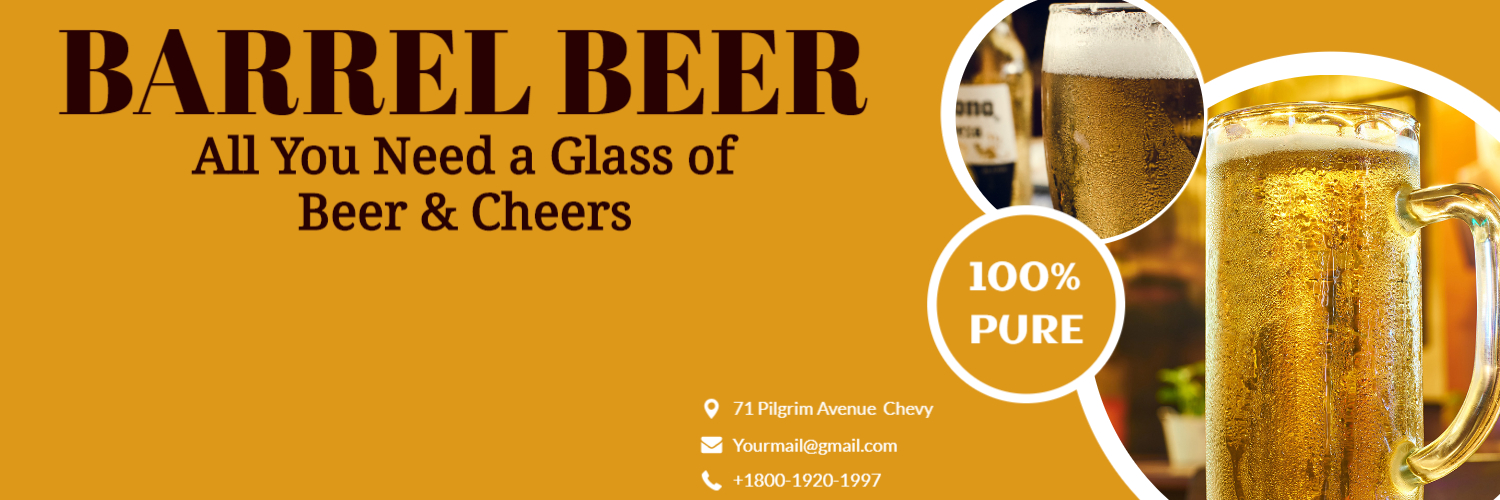 BARREL BEER
All You Need a Glass of
Beer & Cheers
100%
PURE
71 Pilgrim Avenue Chevy
Yourmail@gmail.com
+1800-1920-1997